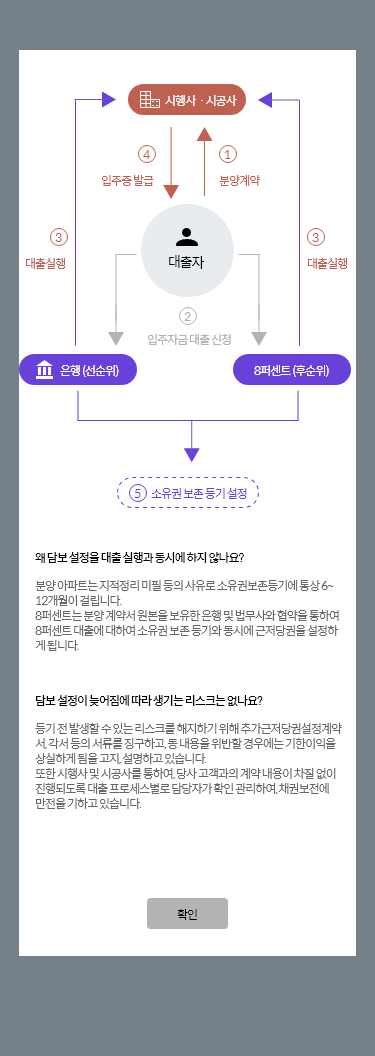 시행사 · 시공사
④
①
입주증 발급
분양계약
③
③
대출실행
대출실행
대출자
②
입주자금 대출 신청
은행 (선순위)
8퍼센트 (후순위)
⑤ 소유권 보존 등기 설정
왜 담보 설정을 대출 실행과 동시에 하지 않나요?
분양 아파트는 지적정리 미필 등의 사유로 소유권보존등기에 통상 6~
12개월이 걸립니다.
8퍼센트는 분양 계약서 원본을 보유한 은행 및 법무사와 협약을 통하여
8퍼센트 대출에 대하여 소유권 보존 등기와 동시에 근저당권을 설정하
게 됩니다.
담보 설정이 늦어짐에 따라 생기는 리스크는 없나요?
등기 전 발생할 수 있는 리스크를 해지하기 위해 추가근저당권설정계약
서, 각서 등의 서류를 징구하고, 동 내용을 위반할 경우에는 기한이익을
상실하게 됨을 고지, 설명하고 있습니다.
또한 시행사 및 시공사를 통하여, 당사 고객과의 계약 내용이 차질 없이
진행되도록 대출 프로세스별로 담당자가 확인 관리하여, 채권보전에
만전을 기하고 있습니다.
확인